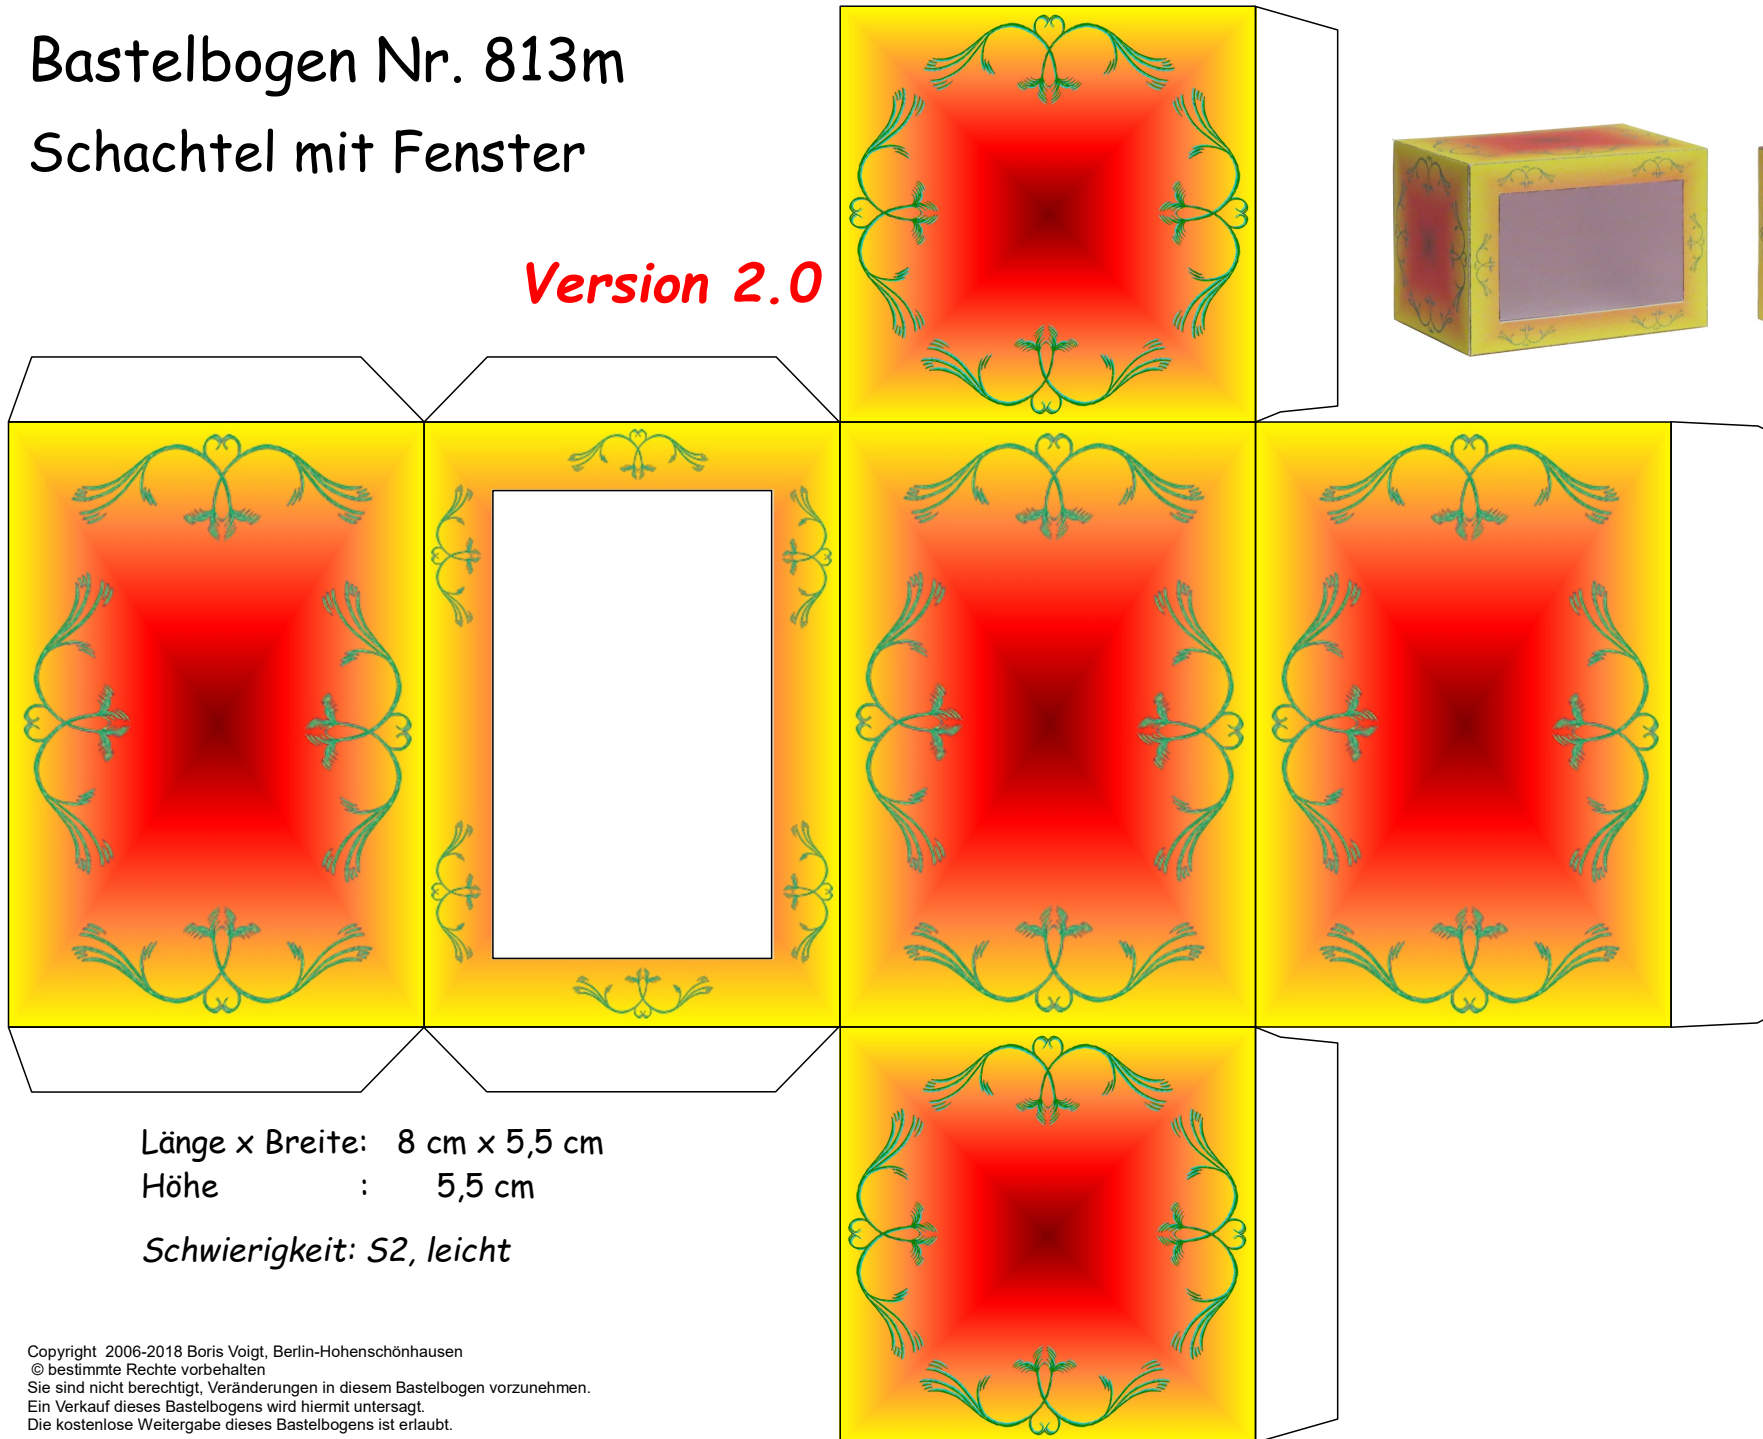 Bastelbogen Nr. 813m
Schachtel mit Fenster
Version 2.0
Länge x Breite: 8 cm x 5,5 cm
Höhe : 5,5 cm
Schwierigkeit: S2, leicht
Copyright 2006-2018 Boris Voigt, Berlin-Hohenschönhausen
© bestimmte Rechte vorbehalten
Sie sind nicht berechtigt, Veränderungen in diesem Bastelbogen vorzunehmen.
Ein Verkauf dieses Bastelbogens wird hiermit untersagt.
Die kostenlose Weitergabe dieses Bastelbogens ist erlaubt.